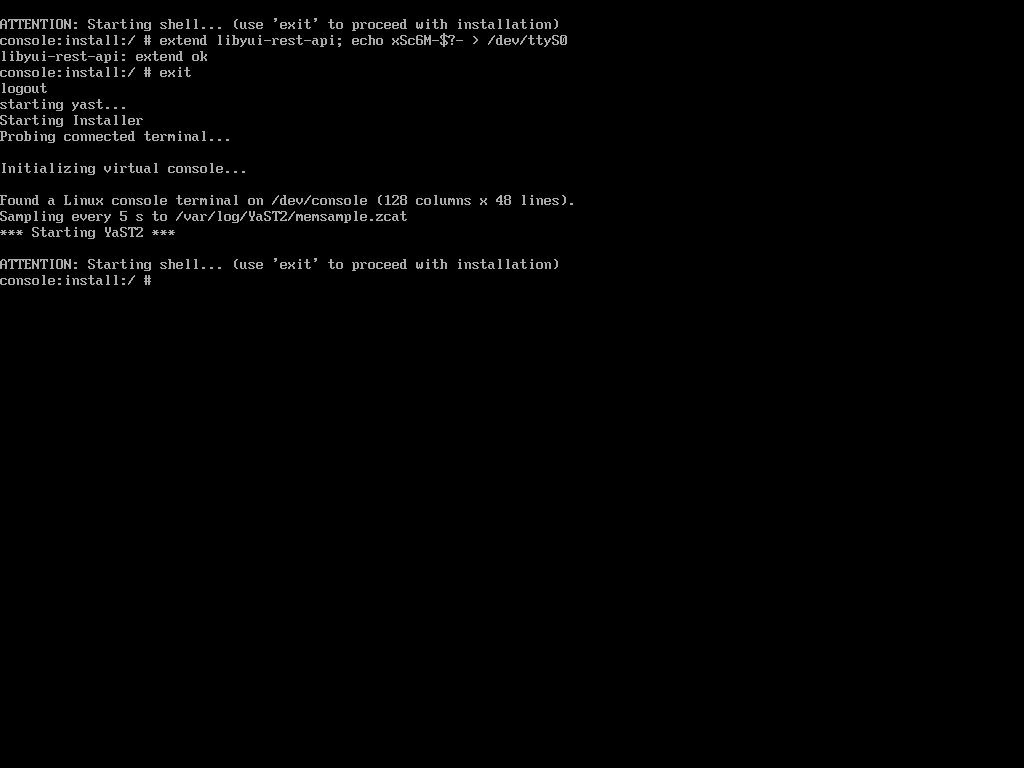 ATTENTION: Starting shell... (use 'exit' to proceed with installation)
console:install:/ # extend libyui-rest-api; echo xSc6M-$?- > /dev/ttyS0
libyui-rest-api: extend ok
console:install:/ # exit
logout
starting yast...
Starting Installer
Probing connected terminal...
Initializing virtual console...
Found a Linux console terminal on /dev/console (128 columns x 48 lines).
Sampling every 5 s to /var/log/YaST2/memsample.zcat
*** Starting YaST2 ***
ATTENTION: Starting shell... (use 'exit' to proceed with installation)
console:install:/ #